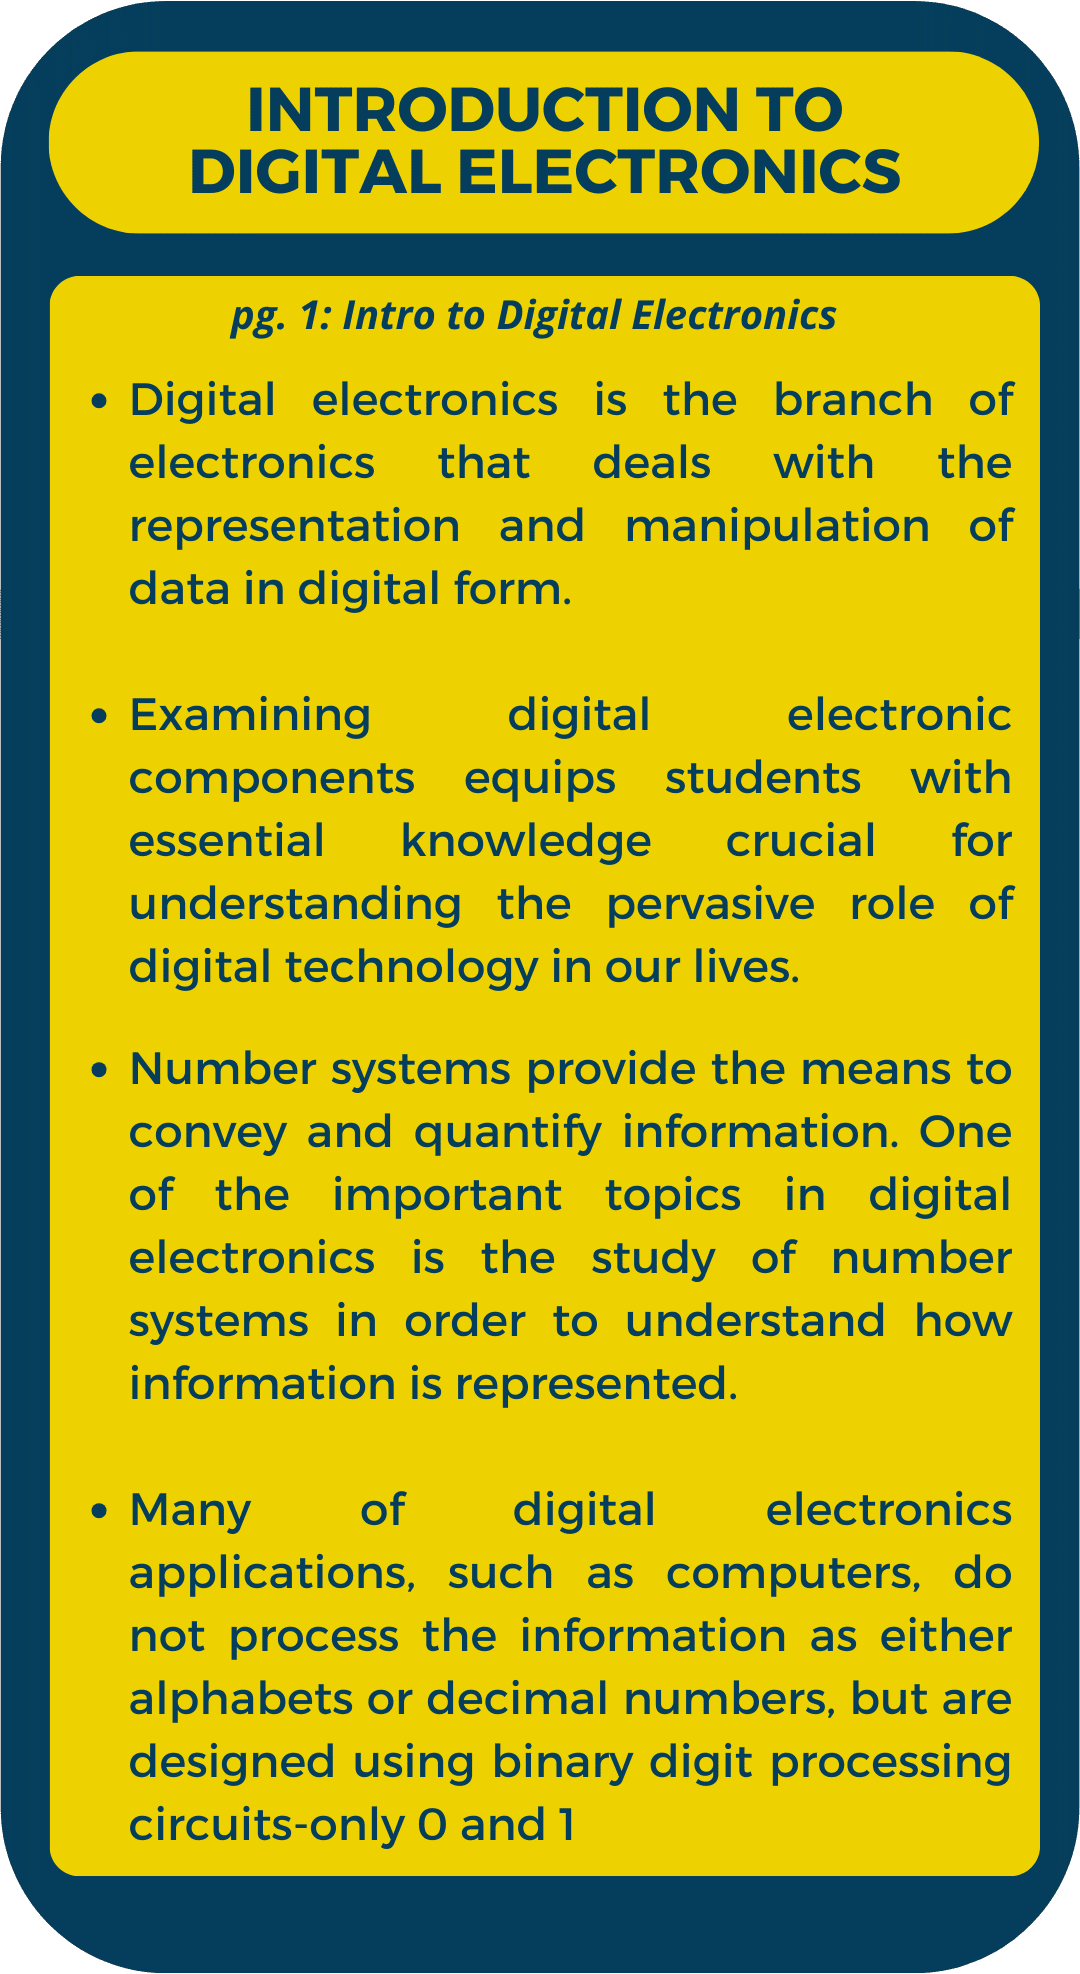 INTRODUCTION TO
DIGITAL ELECTRONICS
pg. 1: Intro to Digital Electronics
• Digital electronics is the branch of
electronics that deals with the
representation and manipulation of
data in digital form.
• Examining digital electronic
components equips students with
essential knowledge crucial for
understanding the pervasive role of
digital technology in our lives.
• Number systems provide the means to
convey and quantify information. One
of the important topics in digital
electronics is the study of number
systems in order to understand how
information is represented.
• Many of digital electronics
applications, such as computers, do
not process the information as either
alphabets or decimal numbers, but are
designed using binary digit processing
circuits-only 0 and 1